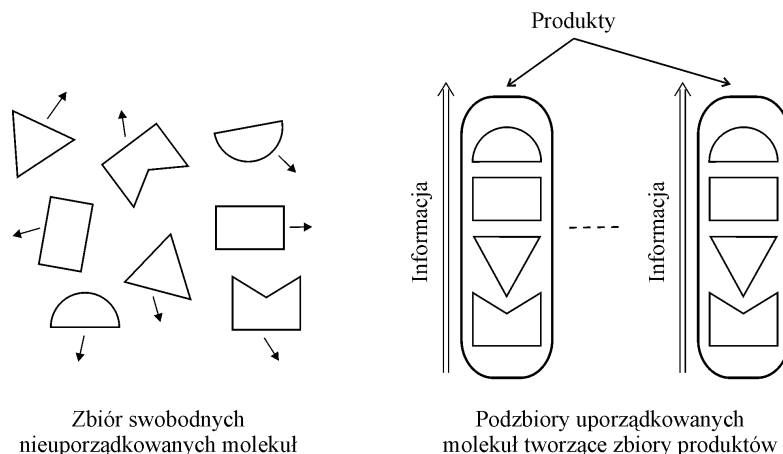 Produkty
Informacja
Informacja
Zbiór swobodnych
nieuporządkowanych molekuł
Podzbiory uporządkowanych
molekuł tworzące zbiory produktów